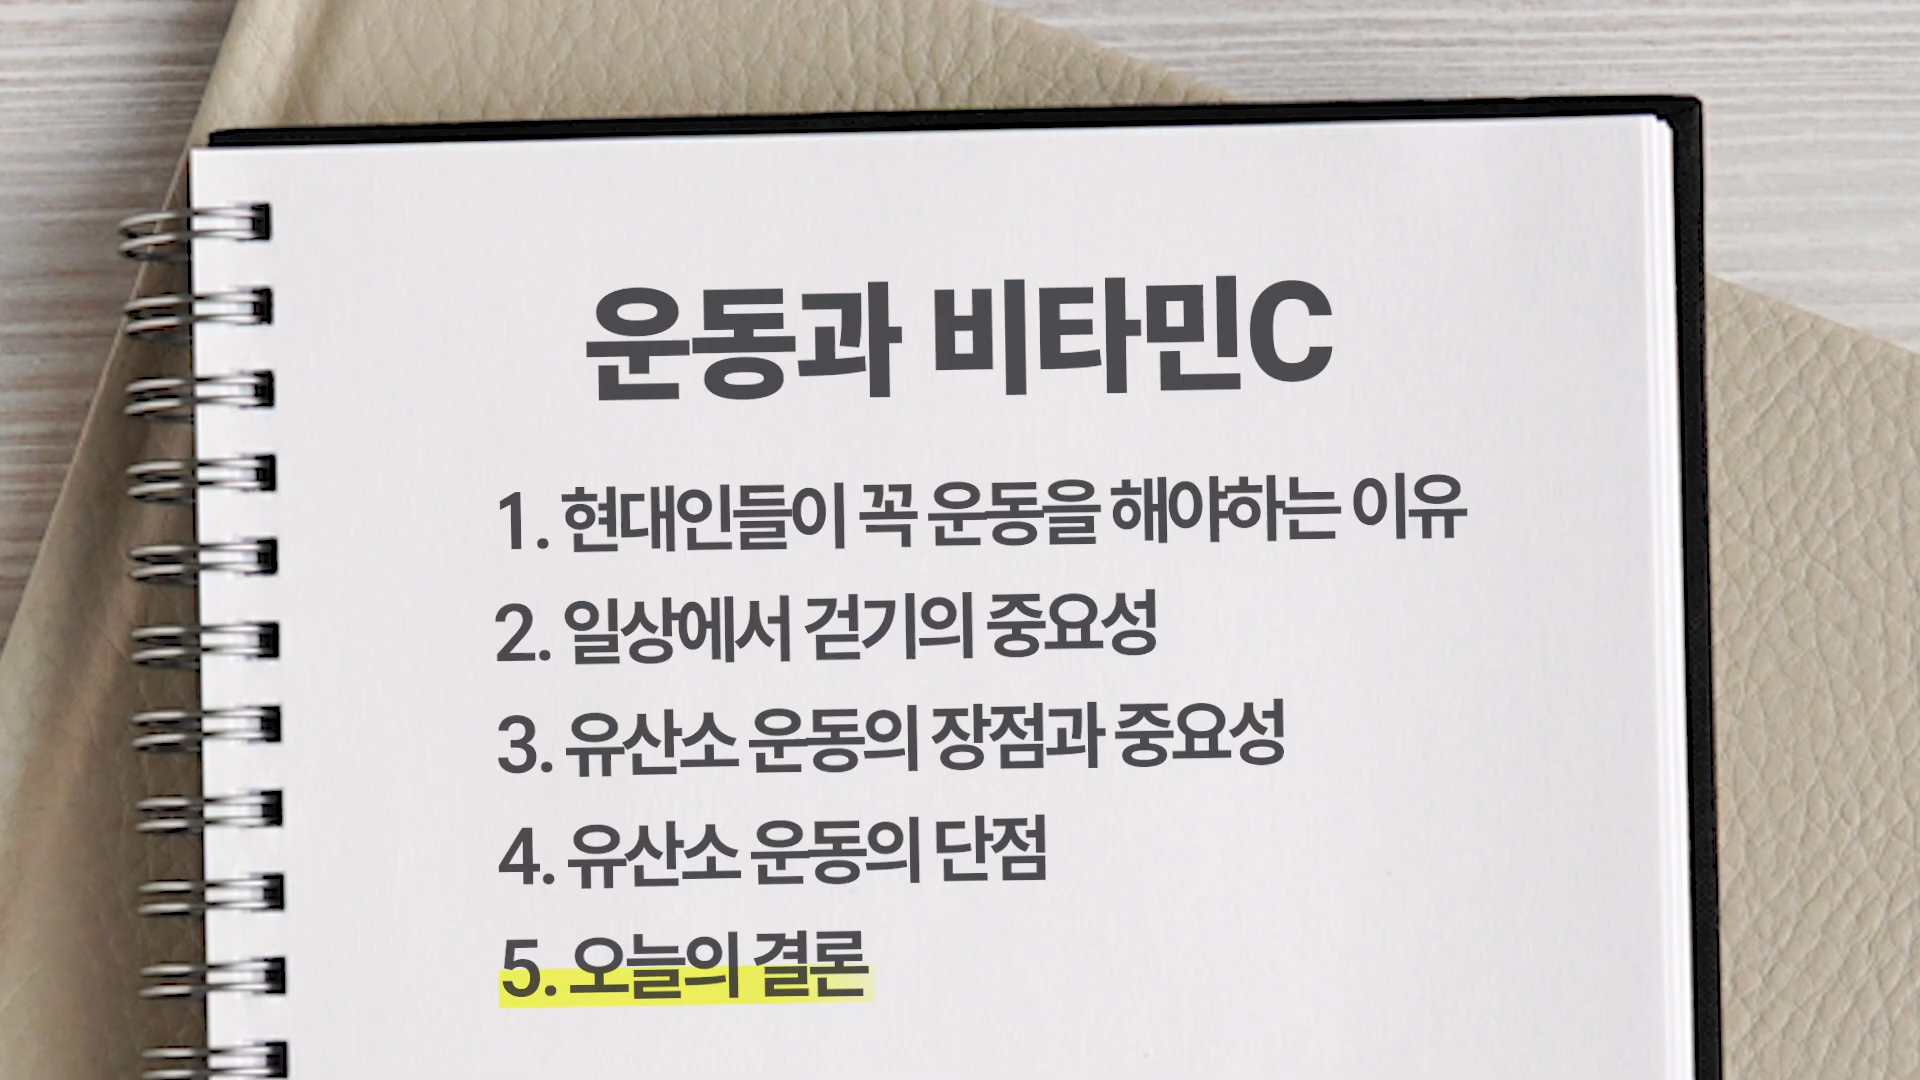 운동과 비타민C
1. 현대인들이 꼭 운동을 해야하는 이유
2. 일상에서 걷기의 중요성
3. 유산소 운동의 장점과 중요성
4. 유산소 운동의 단점
5. 오늘의 결론